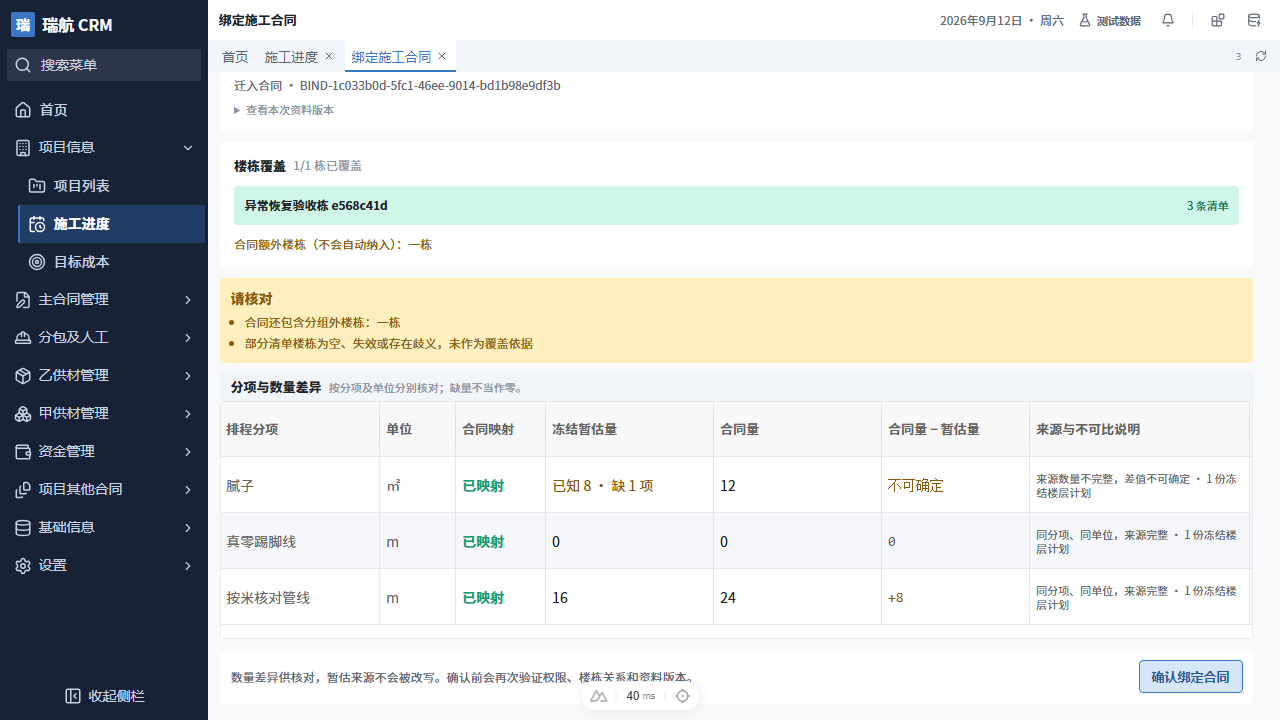 瑞 瑞航 CRM
搜索菜单
首页
项目信息
项目列表
施工进度
目标成本
主合同管理
分包及人工
乙供材管理
甲供材管理
资金管理
项目其他合同
基础信息
设置
收起侧栏
绑定施工合同
2026年9月12日 · 周六 测试数据
首页 施工进度 × 绑定施工合同 × 3
迁入合同 · BIND-1c033b0d-5fc1-46ee-9014-bd1b98e9df3b
查看本次资料版本
楼栋覆盖 1/1 栋已覆盖
异常恢复验收栋 e568c41d 3 条清单
合同额外楼栋（不会自动纳入）：一栋
请核对
合同还包含分组外楼栋：一栋
部分清单楼栋为空、失效或存在歧义，未作为覆盖依据
分项与数量差异 按分项及单位分别核对；缺量不当作零。
排程分项 单位 合同映射 冻结暂估量 合同量 合同量 − 暂估量 来源与不可比说明
腻子 ㎡ 已映射 已知 8 · 缺 1 项 12 不可确定 来源数量不完整，差值不可确定 · 1 份冻
结楼层计划
真零踢脚线 m 已映射 0 0 0 同分项、同单位，来源完整 · 1 份冻结楼
层计划
按米核对管线 m 已映射 16 24 +8 同分项、同单位，来源完整 · 1 份冻结楼
层计划
数量差异供核对，暂估来源不会被改写。确认前会再次验证权限、楼栋关系和资料版本。
确认绑定合同
40 ms